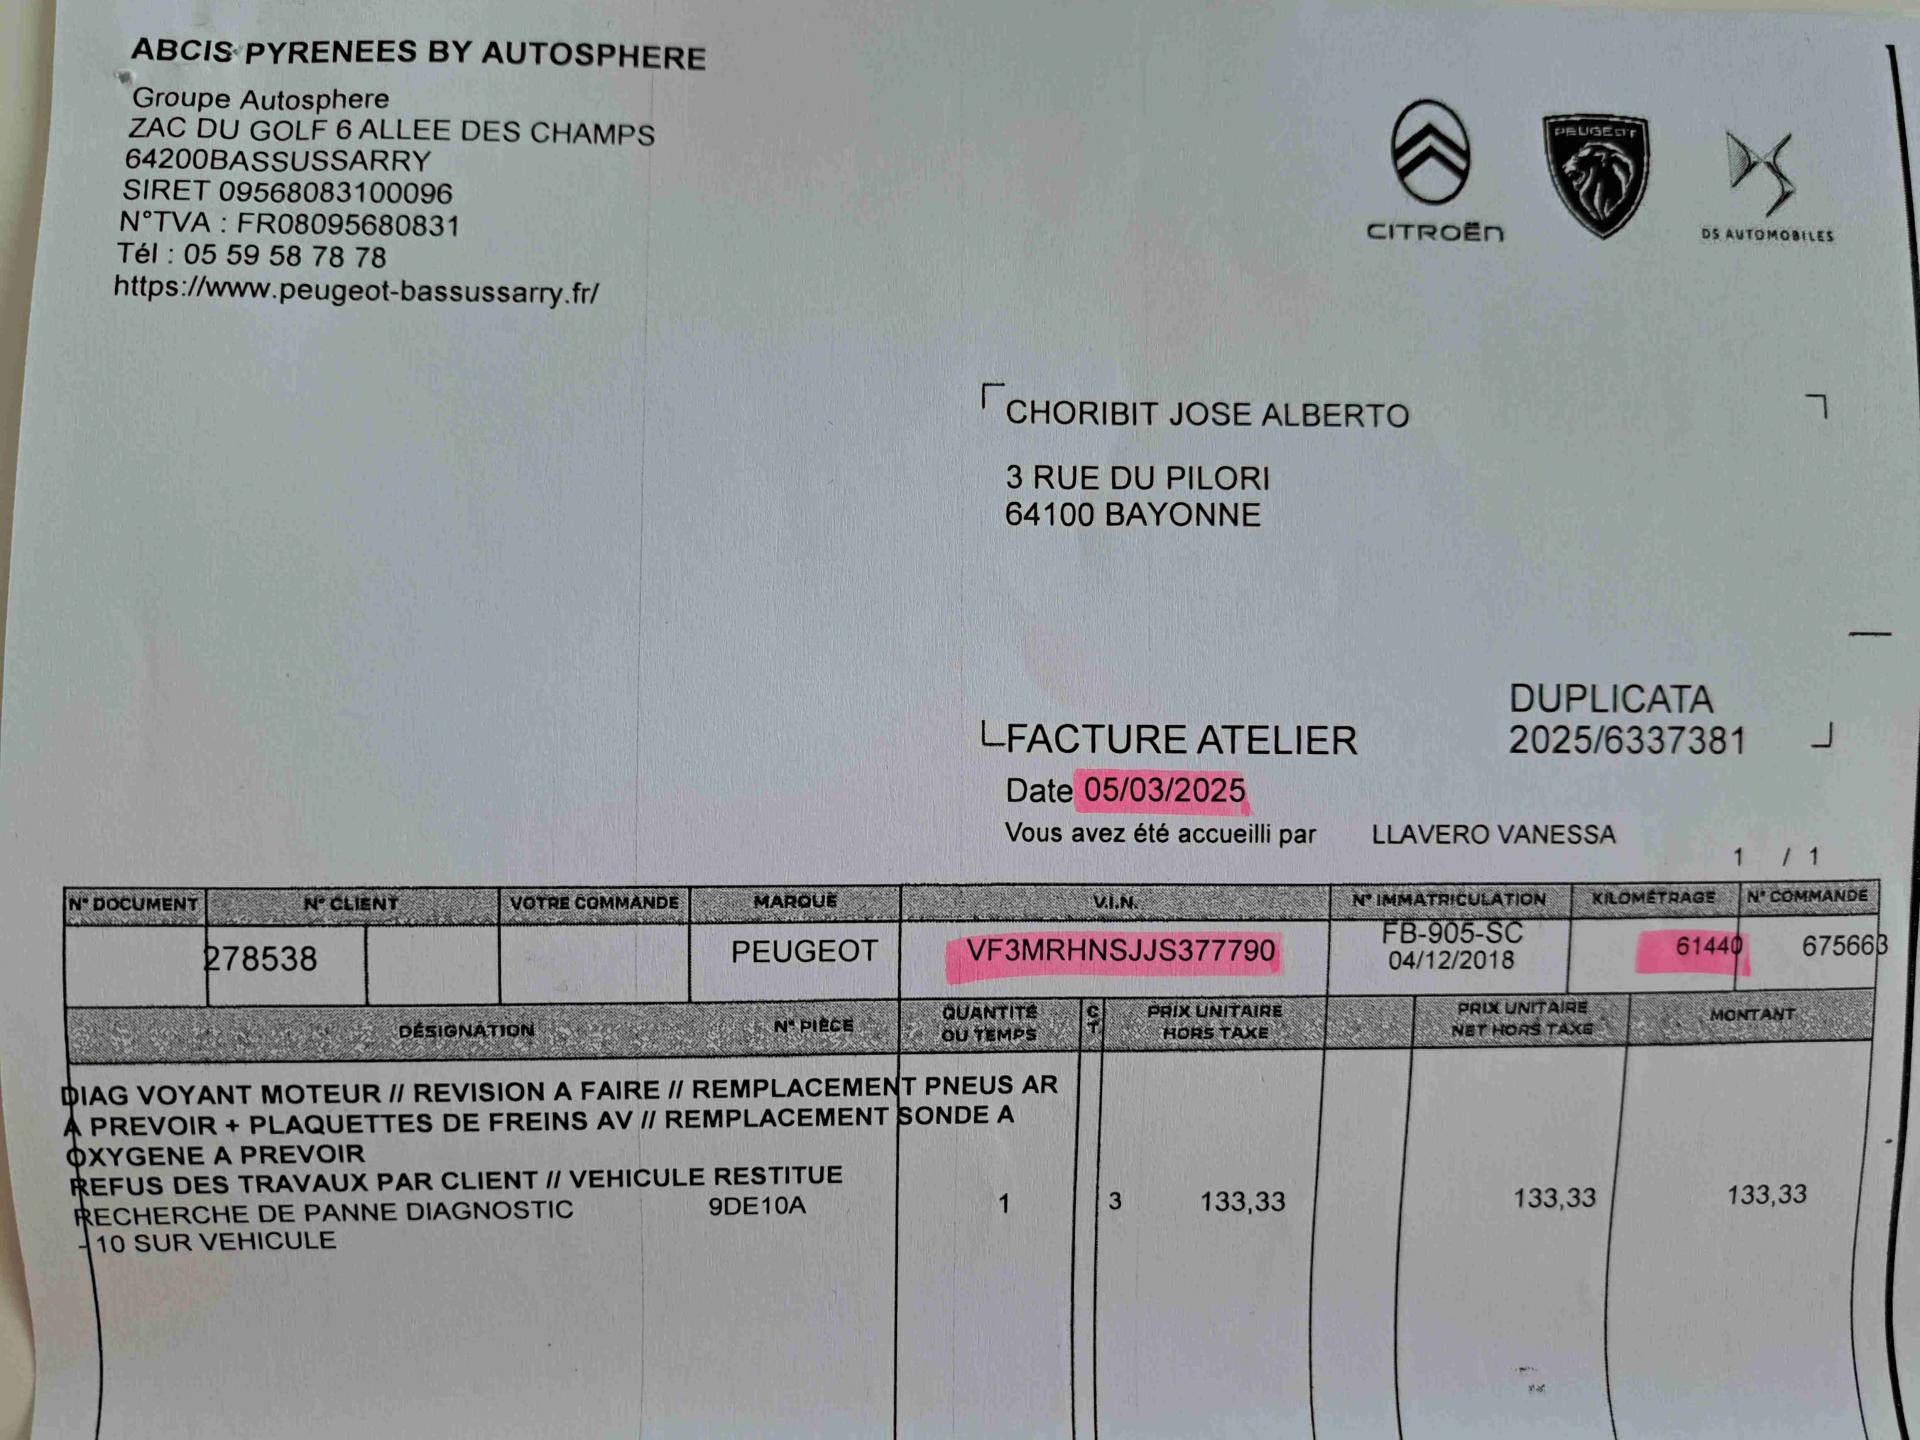 ABCIS PYRENEES BY AUTOSPHERE
Groupe Autosphere
ZAC DU GOLF 6 ALLEE DES CHAMPS
64200BASSUSSARRY
SIRET 09568083100096
N°TVA : FR08095680831
Tél : 05 59 58 78 78
https://www.peugeot-bassussarry.fr/
CITROËN
PEUGEOT
DS AUTOMOBILES
CHORIBIT JOSE ALBERTO
3 RUE DU PILORI
64100 BAYONNE
DUPLICATA
FACTURE ATELIER 2025/6337381
Date 05/03/2025
Vous avez été accueilli par LLAVERO VANESSA
1 / 1
N° DOCUMENT N° CLIENT VOTRE COMMANDE MARQUE V.I.N. N° IMMATRICULATION KILOMÉTRAGE N° COMMANDE
278538 PEUGEOT VF3MRHNSJJS377790 FB-905-SC 61440 675663
04/12/2018
DÉSIGNATION N° PIÈCE QUANTITÉ OU TEMPS CT PRIX UNITAIRE HORS TAXE PRIX UNITAIRE NET HORS TAXE MONTANT
DIAG VOYANT MOTEUR // REVISION A FAIRE // REMPLACEMENT PNEUS AR
A PREVOIR + PLAQUETTES DE FREINS AV // REMPLACEMENT SONDE A
OXYGENE A PREVOIR
REFUS DES TRAVAUX PAR CLIENT // VEHICULE RESTITUE
RECHERCHE DE PANNE DIAGNOSTIC 9DE10A 1 3 133,33 133,33 133,33
- 10 SUR VEHICULE